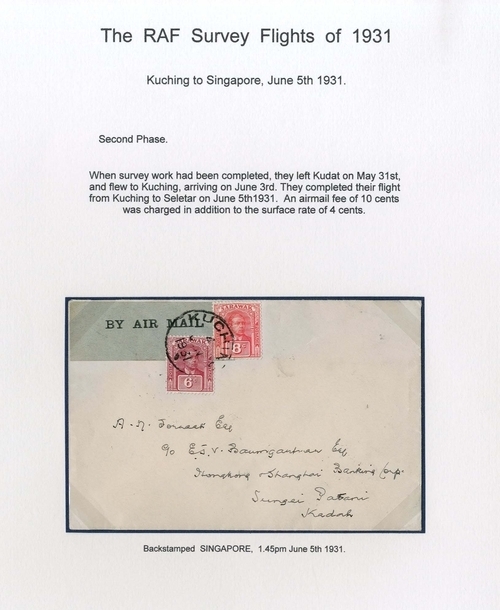 The RAF Survey Flights of 1931
Kuching to Singapore, June 5th 1931.
Second Phase.
When survey work had been completed, they left Kudat on May 31st,
and flew to Kuching, arriving on June 3rd. They completed their flight
from Kuching to Seletar on June 5th1931. An airmail fee of 10 cents
was charged in addition to the surface rate of 4 cents.
BY AIR MAIL
SARAWAK
KUCHING
8c
6c
A. N. Esq
E. V. Baumgartner Esq
Hongkong & Shanghai Banking Corp.
Sungei Patani
Kedah
Backstamped SINGAPORE, 1.45pm June 5th 1931.